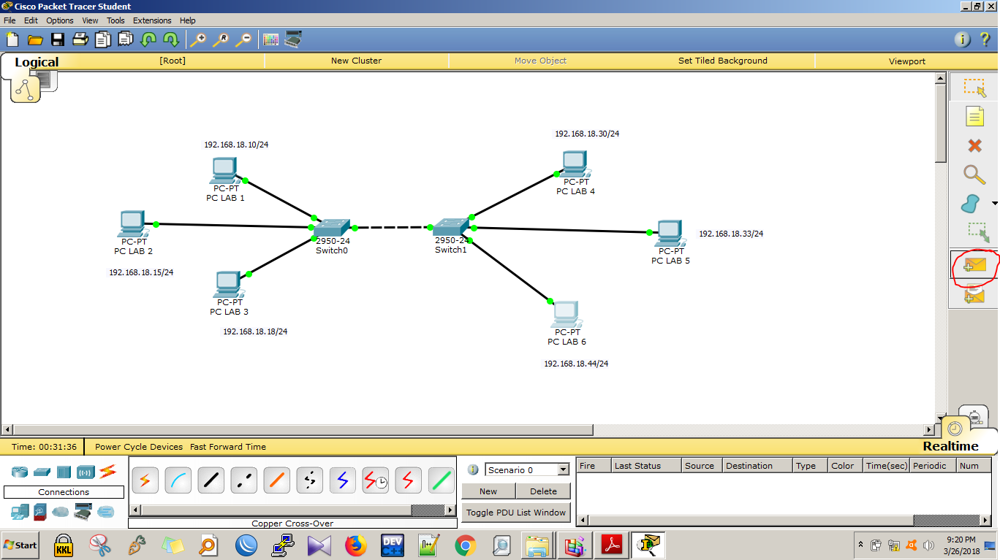 Cisco Packet Tracer Student
File Edit Options View Tools Extensions Help
Logical
[Root] New Cluster Move Object Set Tiled Background Viewport
192.168.18.10/24
PC-PT
PC LAB 1
PC-PT
PC LAB 2
192.168.18.15/24
PC-PT
PC LAB 3
192.168.18.18/24
2950-24
Switch0
2950-24
Switch1
192.168.18.30/24
PC-PT
PC LAB 4
192.168.18.33/24
PC-PT
PC LAB 5
PC-PT
PC LAB 6
192.168.18.44/24
Time: 00:31:36 Power Cycle Devices Fast Forward Time
Realtime
Connections
Copper Cross-Over
Scenario 0
New Delete
Toggle PDU List Window
Fire Last Status Source Destination Type Color Time(sec) Periodic Num
Start
KKL
DEV
C++
9:20 PM
3/26/2018